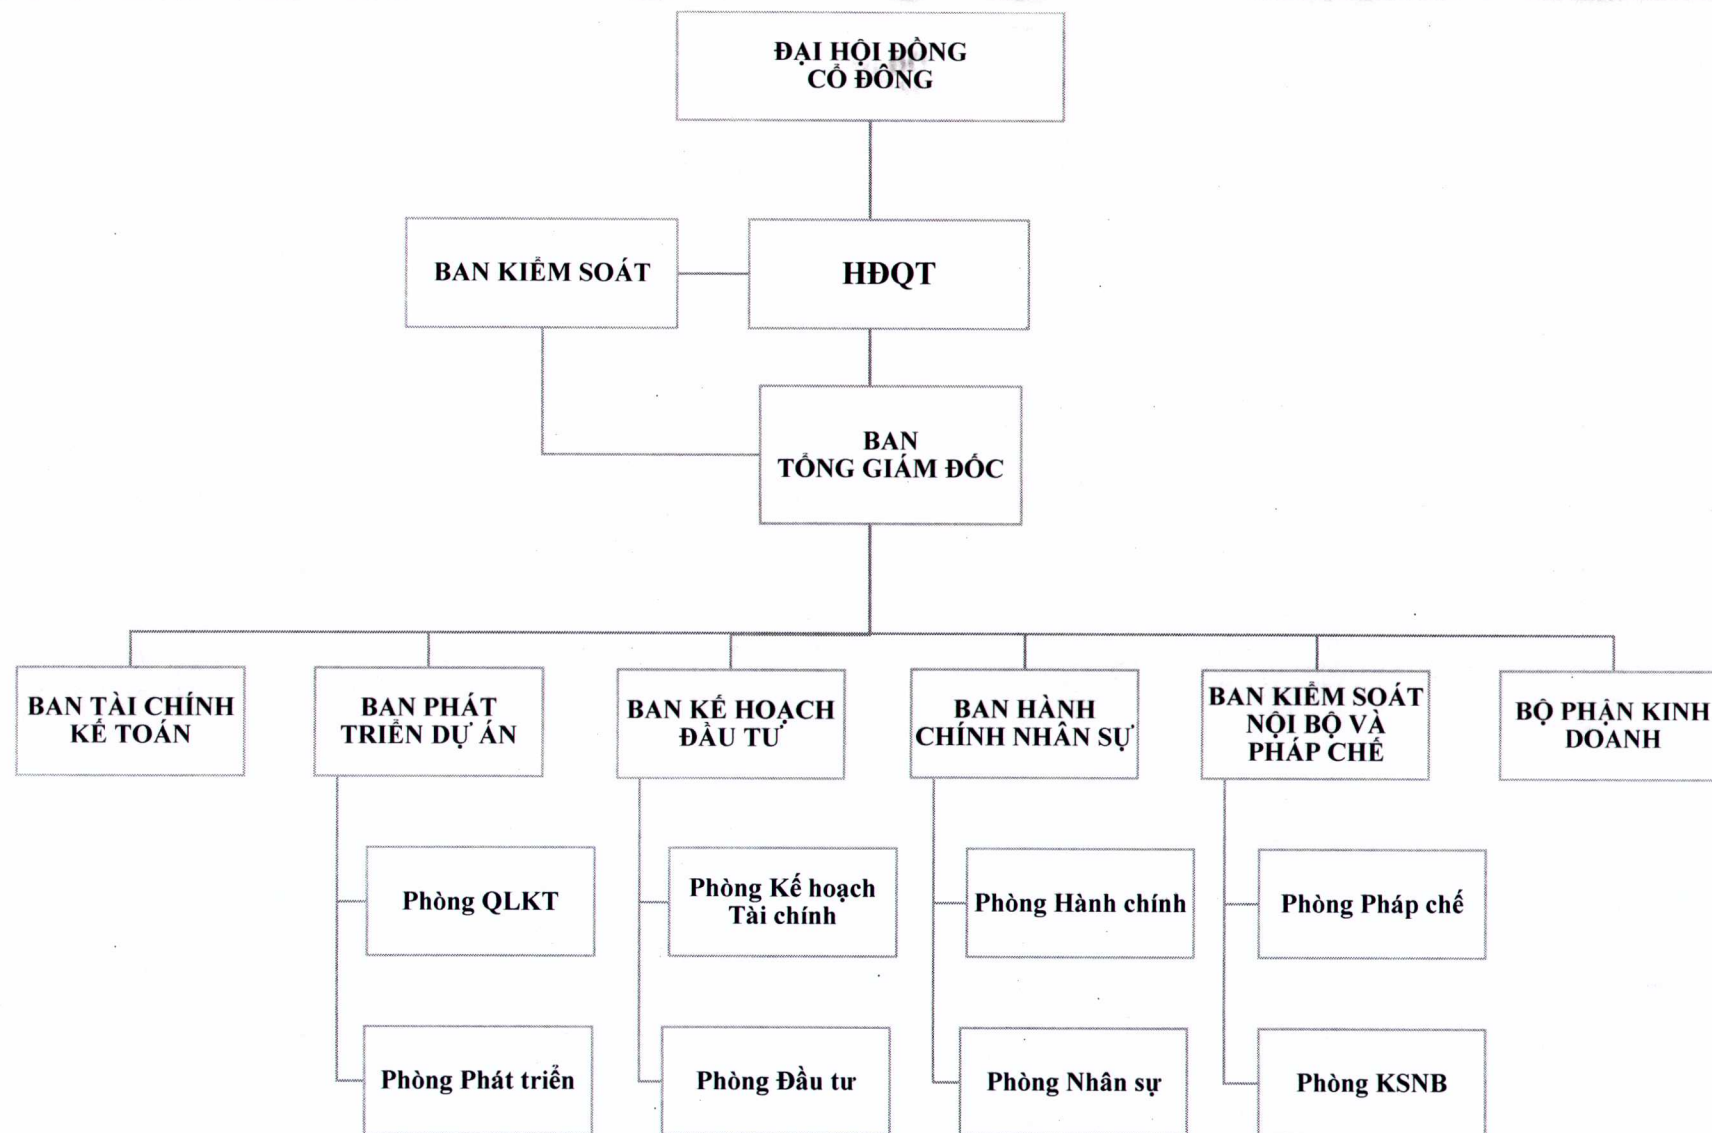 ĐẠI HỘI ĐỒNG
CỔ ĐÔNG
BAN KIỂM SOÁT
HĐQT
BAN
TỔNG GIÁM ĐỐC
BAN TÀI CHÍNH
KẾ TOÁN
BAN PHÁT
TRIỂN DỰ ÁN
BAN KẾ HOẠCH
ĐẦU TƯ
BAN HÀNH
CHÍNH NHÂN SỰ
BAN KIỂM SOÁT
NỘI BỘ VÀ
PHÁP CHẾ
BỘ PHẬN KINH
DOANH
Phòng QLKT
Phòng Kế hoạch
Tài chính
Phòng Hành chính
Phòng Pháp chế
Phòng Phát triển
Phòng Đầu tư
Phòng Nhân sự
Phòng KSNB